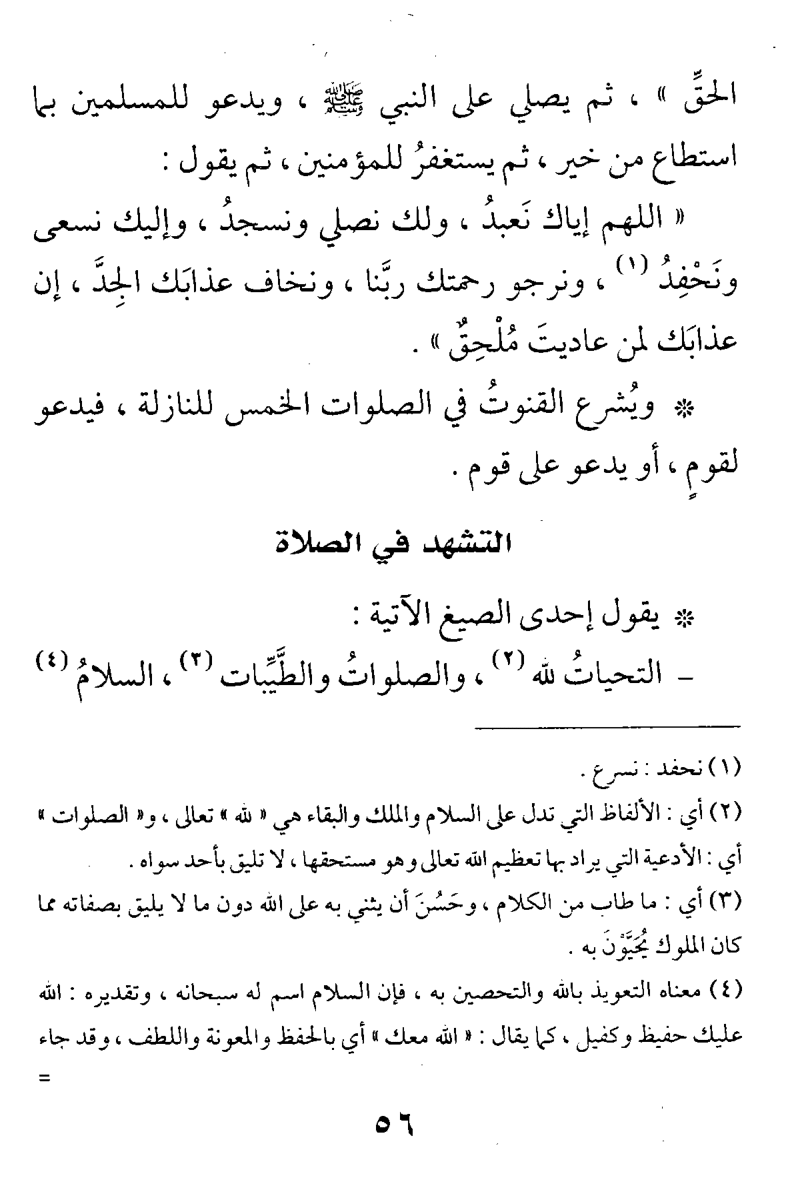 الحقِّ » ، ثم يصلي على النبي ﷺ ، ويدعو للمسلمين بما
استطاع من خير ، ثم يستغفرُ للمؤمنين ، ثم يقول :
« اللهم إياك نَعبدُ ، ولك نصلي ونسجدُ ، وإليك نسعى
ونَحْفِدُ (١) ، ونرجو رحمتك ربَّنا ، ونخاف عذابَك الجِدَّ ، إن
عذابَك لمن عاديتَ مُلْحِقٌ » .
* ويُشرع القنوتُ في الصلوات الخمس للنازلة ، فيدعو
لقومٍ ، أو يدعو على قوم .
التشهد في الصلاة
* يقول إحدى الصيغ الآتية :
– التحياتُ لله (٢) ، والصلواتُ والطَّيِّبات (٣) ، السلامُ (٤)
(١) نحفد : نسرع .
(٢) أي : الألفاظ التي تدل على السلام والملك والبقاء هي « لله » تعالى ، و« الصلوات »
أي : الأدعية التي يراد بها تعظيم الله تعالى وهو مستحقها ، لا تليق بأحد سواه .
(٣) أي : ما طاب من الكلام ، وحَسُنَ أن يثني به على الله دون ما لا يليق بصفاته مما
كان الملوك يُحَيَّوْنَ به .
(٤) معناه التعويذ بالله والتحصين به ، فإن السلام اسم له سبحانه ، وتقديره : الله
عليك حفيظ وكفيل ، كما يقال : « الله معك » أي بالحفظ والمعونة واللطف ، وقد جاء
=
٥٦